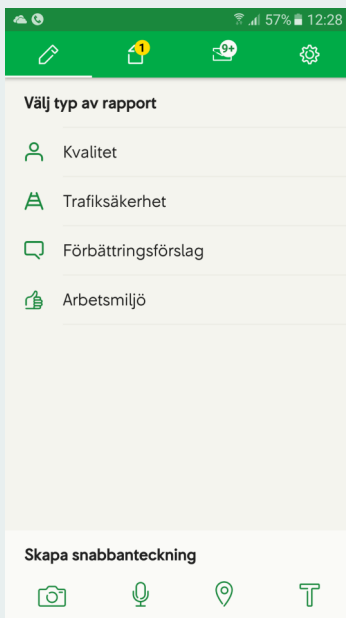 57% 12:28
1
9+
Välj typ av rapport
Kvalitet
Trafiksäkerhet
Förbättringsförslag
Arbetsmiljö
Skapa snabbanteckning